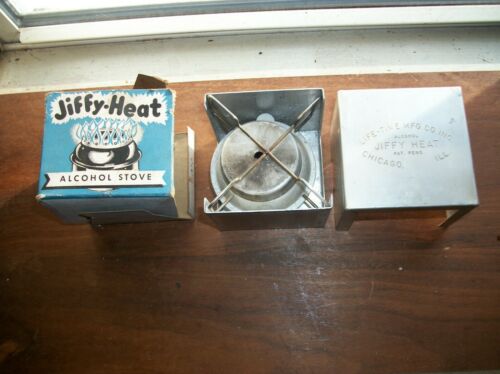 Jiffy-Heat
ALCOHOL STOVE
LIFE-TIME MFG CO. INC.
ALCOHOL
JIFFY HEAT
PAT. PEND.
CHICAGO, ILL